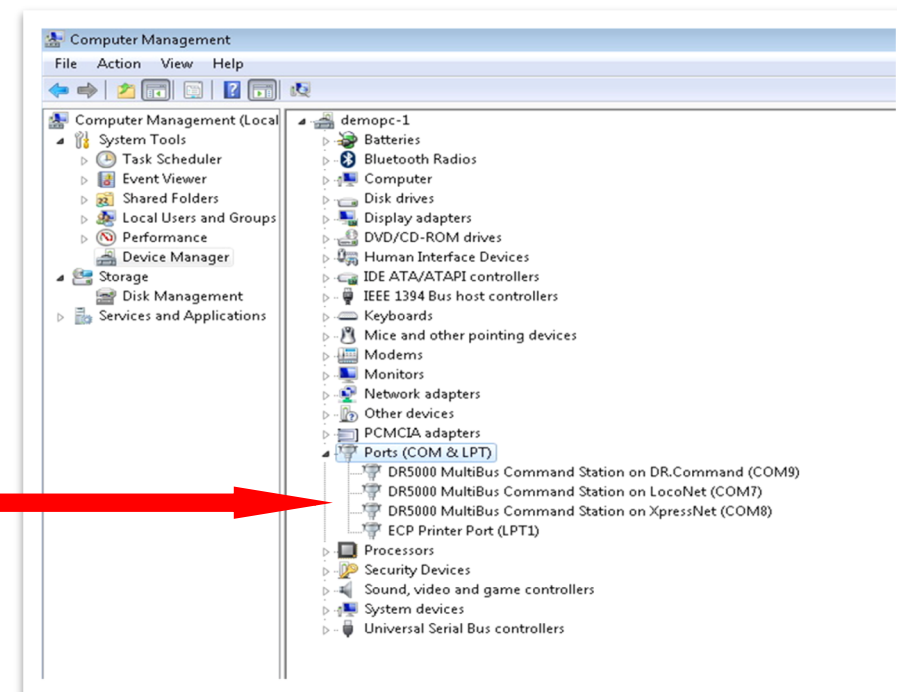 Computer Management
File Action View Help
Computer Management (Local
System Tools
Task Scheduler
Event Viewer
Shared Folders
Local Users and Groups
Performance
Device Manager
Storage
Disk Management
Services and Applications
demopc-1
Batteries
Bluetooth Radios
Computer
Disk drives
Display adapters
DVD/CD-ROM drives
Human Interface Devices
IDE ATA/ATAPI controllers
IEEE 1394 Bus host controllers
Keyboards
Mice and other pointing devices
Modems
Monitors
Network adapters
Other devices
PCMCIA adapters
Ports (COM & LPT)
DR5000 MultiBus Command Station on DR.Command (COM9)
DR5000 MultiBus Command Station on LocoNet (COM7)
DR5000 MultiBus Command Station on XpressNet (COM8)
ECP Printer Port (LPT1)
Processors
Security Devices
Sound, video and game controllers
System devices
Universal Serial Bus controllers